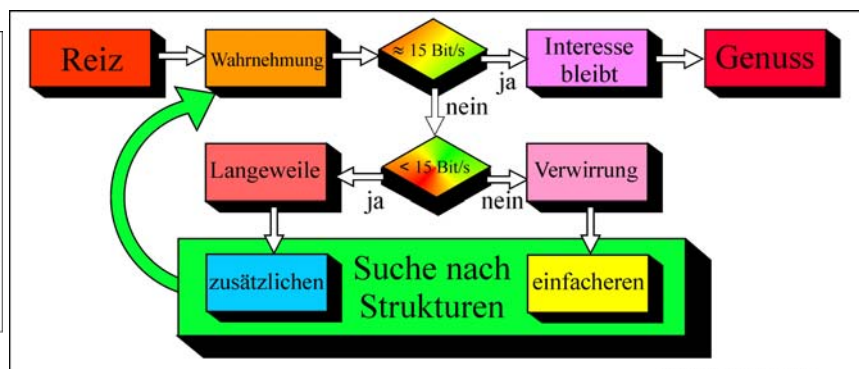 Reiz
Wahrnehmung
≈ 15 Bit/s
ja
Interesse
bleibt
Genuss
nein
Langeweile
ja
< 15 Bit/s
nein
Verwirrung
zusätzlichen
Suche nach
Strukturen
einfacheren